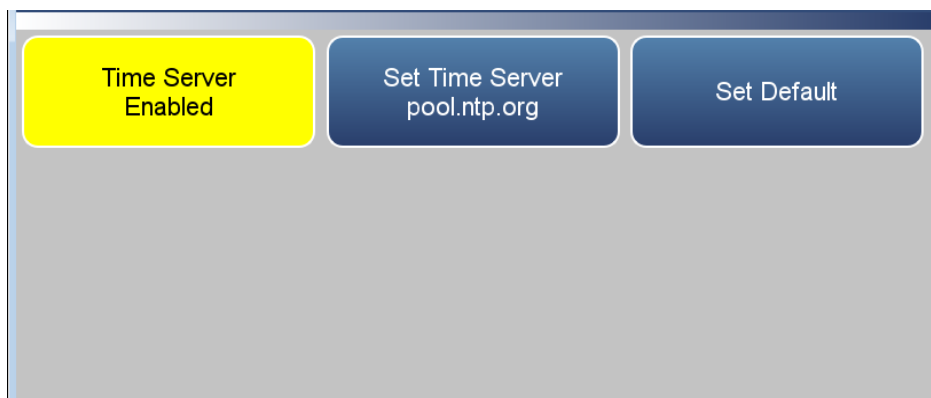 Time Server
Enabled
Set Time Server
pool.ntp.org
Set Default